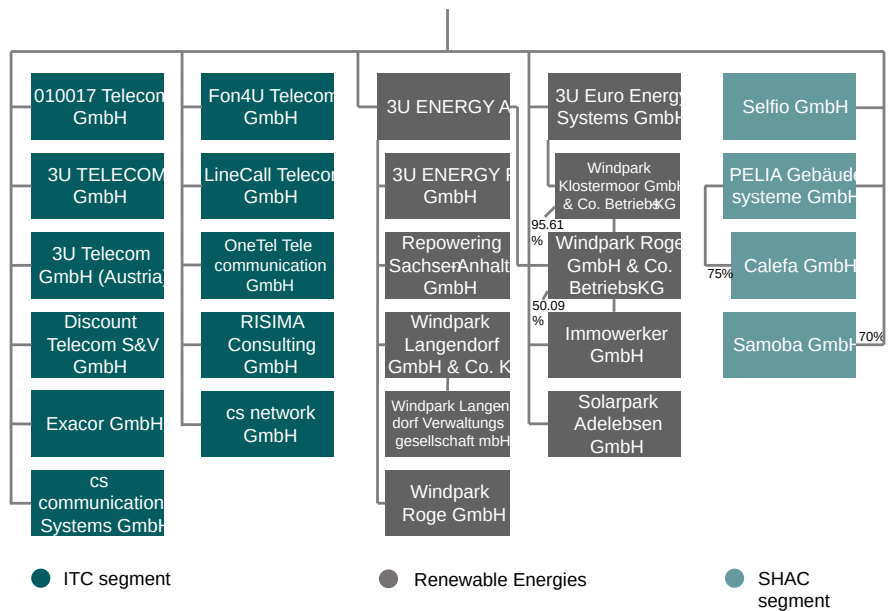 010017 Telecom
GmbH
3U TELECOM
GmbH
3U Telecom
GmbH (Austria)
Discount
Telecom S&V
GmbH
Exacor GmbH
cs
communication
Systems GmbH
Fon4U Telecom
GmbH
LineCall Telecom
GmbH
OneTel Tele
communication
GmbH
RISIMA
Consulting
GmbH
cs network
GmbH
3U ENERGY A
3U ENERGY P
GmbH
Repowering
Sachsen-Anhalt
GmbH
Windpark
Langendorf
GmbH & Co. K
Windpark Langen
dorf Verwaltungs
gesellschaft mbH
Windpark
Roge GmbH
3U Euro Energy
Systems GmbH
Windpark
Klostermoor GmbH
& Co. Betriebs-KG
95.61
%
Windpark Roge
GmbH & Co.
Betriebs-KG
50.09
%
Immowerker
GmbH
Solarpark
Adelebsen
GmbH
Selfio GmbH
PELIA Gebäude
systeme GmbH
75%
Calefa GmbH
Samoba GmbH
70%
ITC segment
Renewable Energies
SHAC
segment